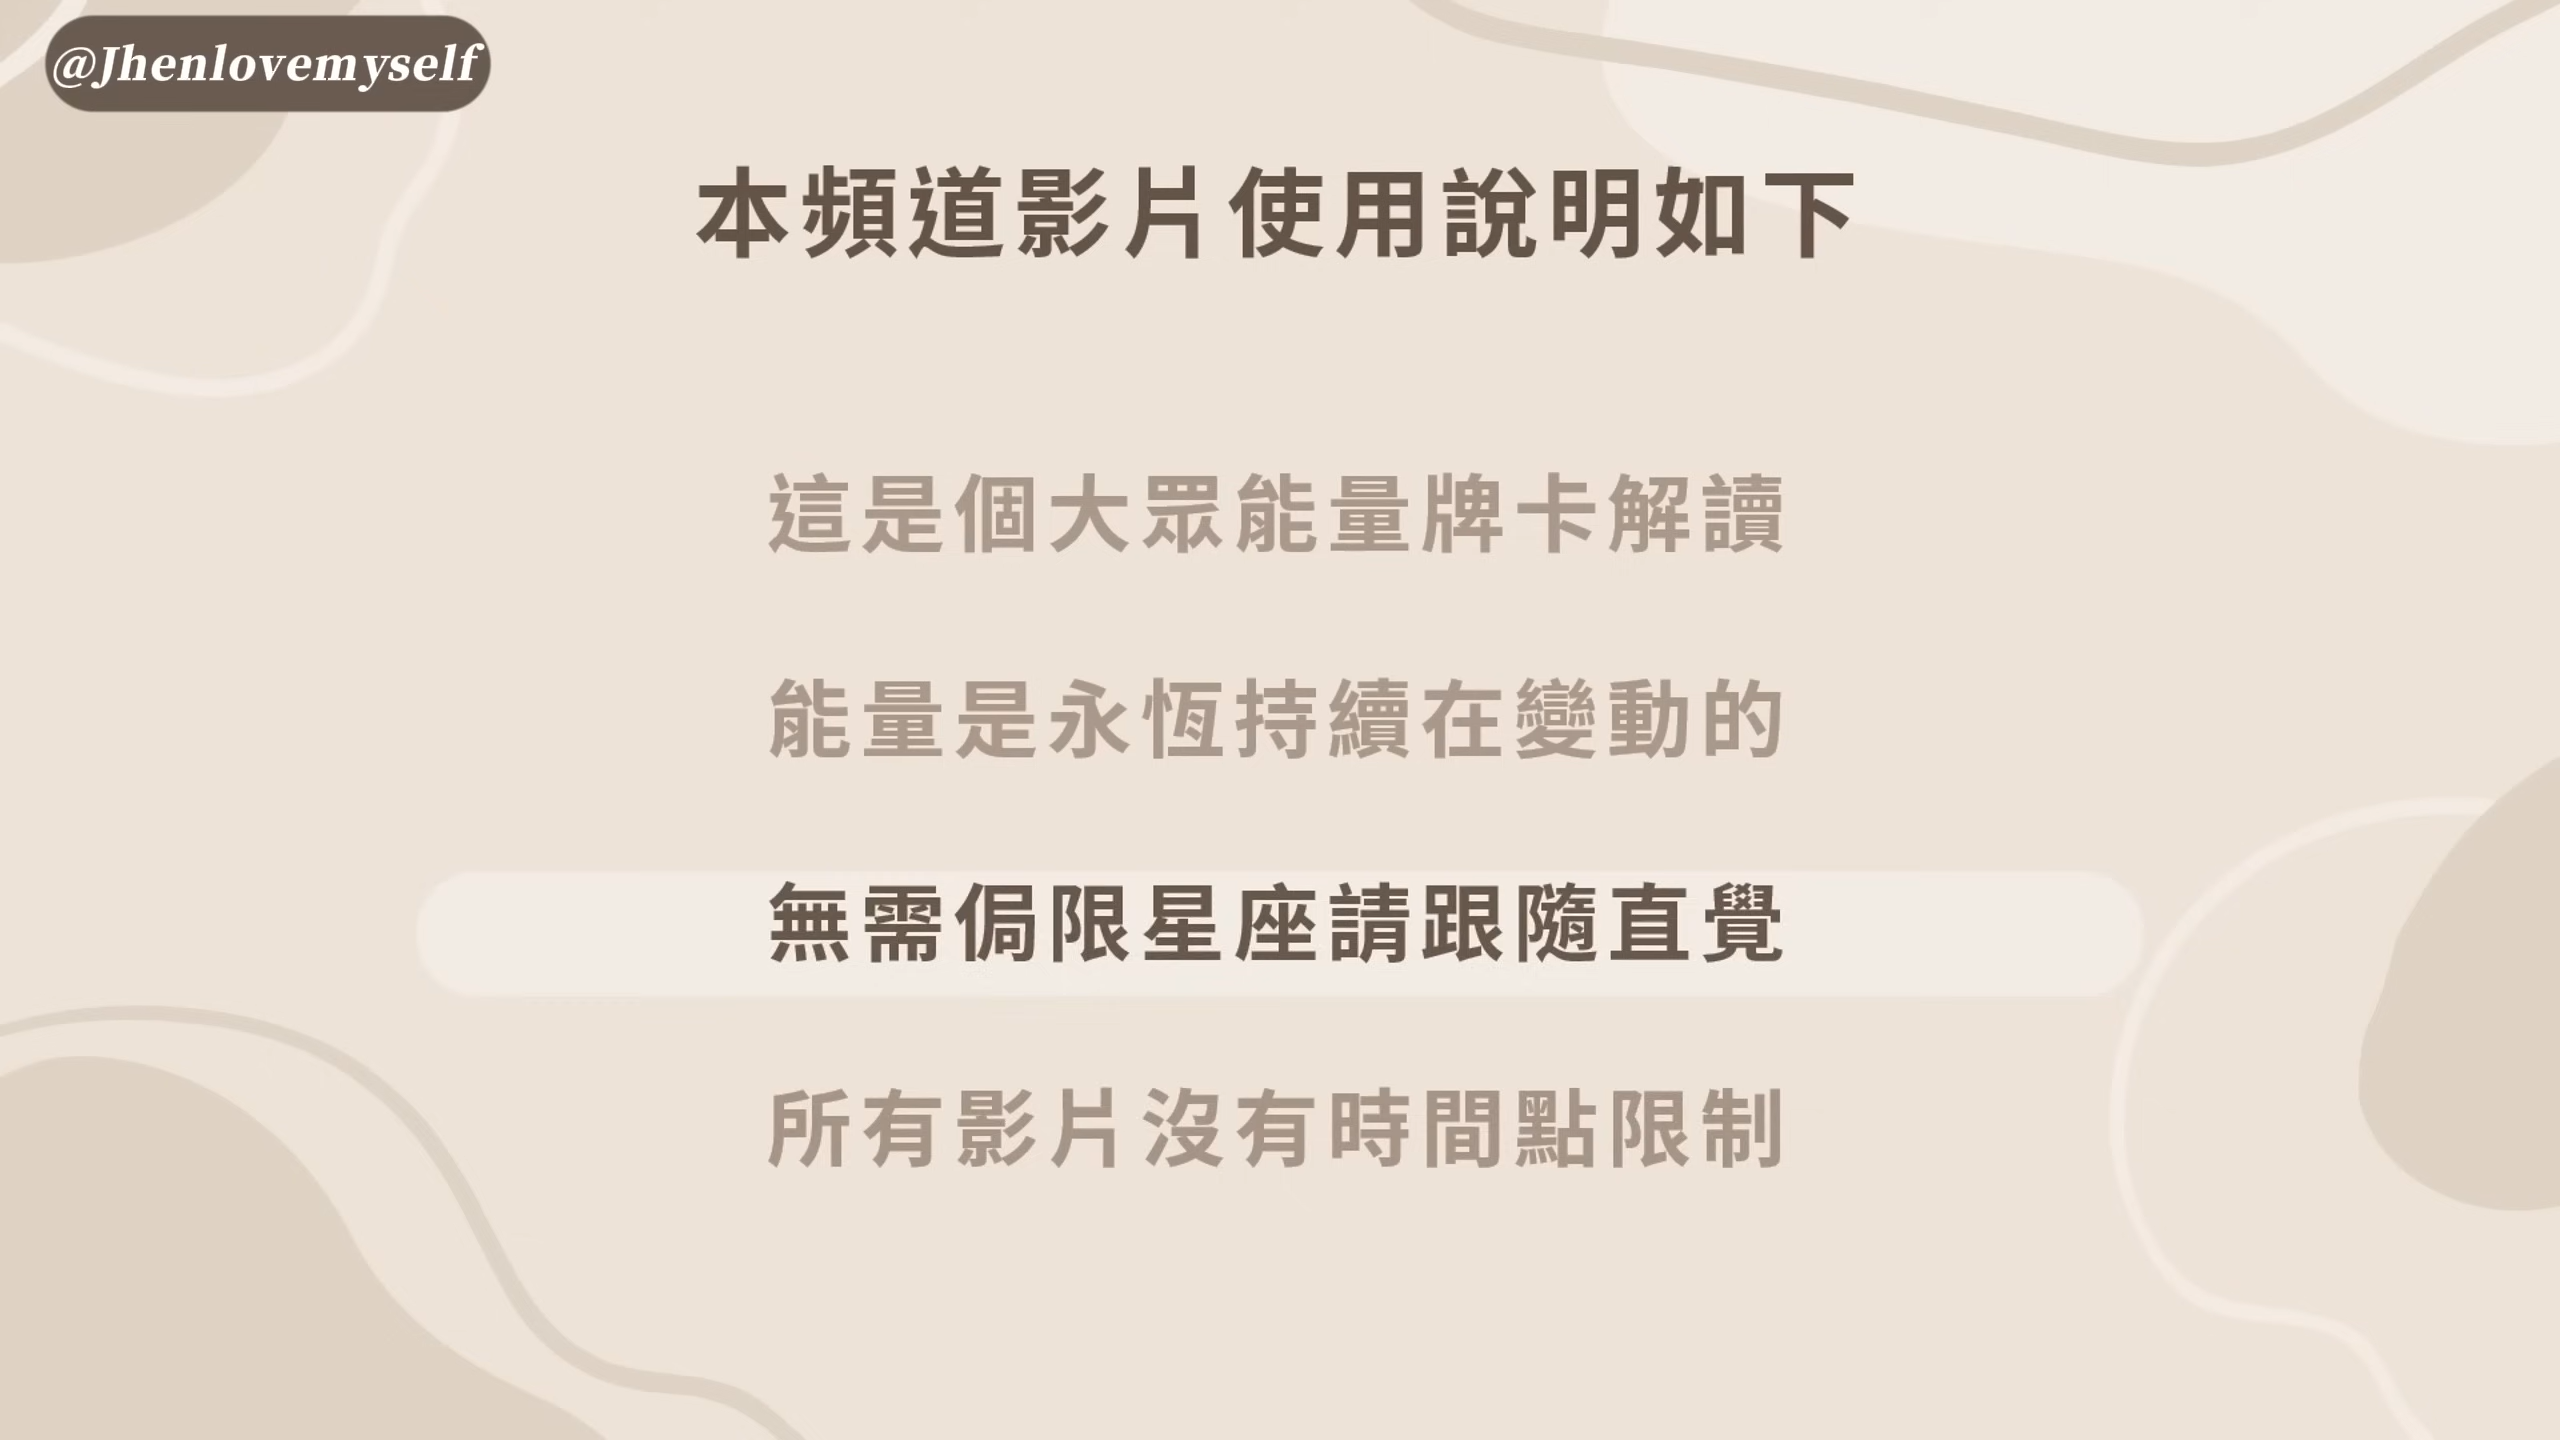 @Jhenlovemyself
本頻道影片使用說明如下
這是個大眾能量牌卡解讀
能量是永恆持續在變動的
無需侷限星座請跟隨直覺
所有影片沒有時間點限制